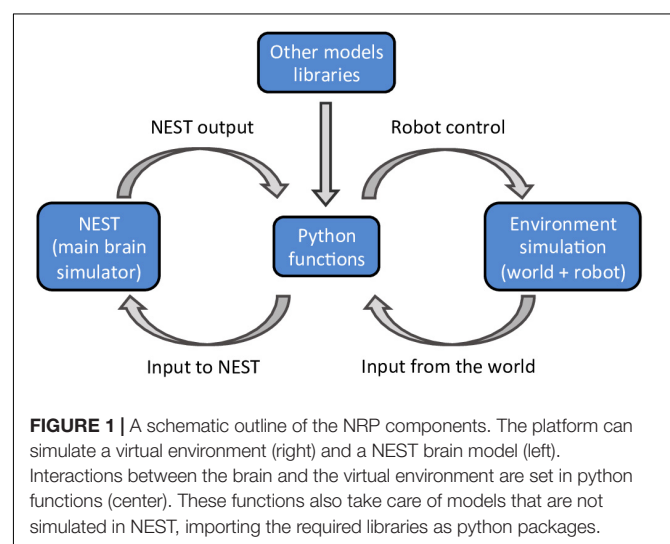 Other models
libraries
NEST output
Robot control
NEST
(main brain
simulator)
Python
functions
Environment
simulation
(world + robot)
Input to NEST
Input from the world
FIGURE 1 | A schematic outline of the NRP components. The platform can
simulate a virtual environment (right) and a NEST brain model (left).
Interactions between the brain and the virtual environment are set in python
functions (center). These functions also take care of models that are not
simulated in NEST, importing the required libraries as python packages.